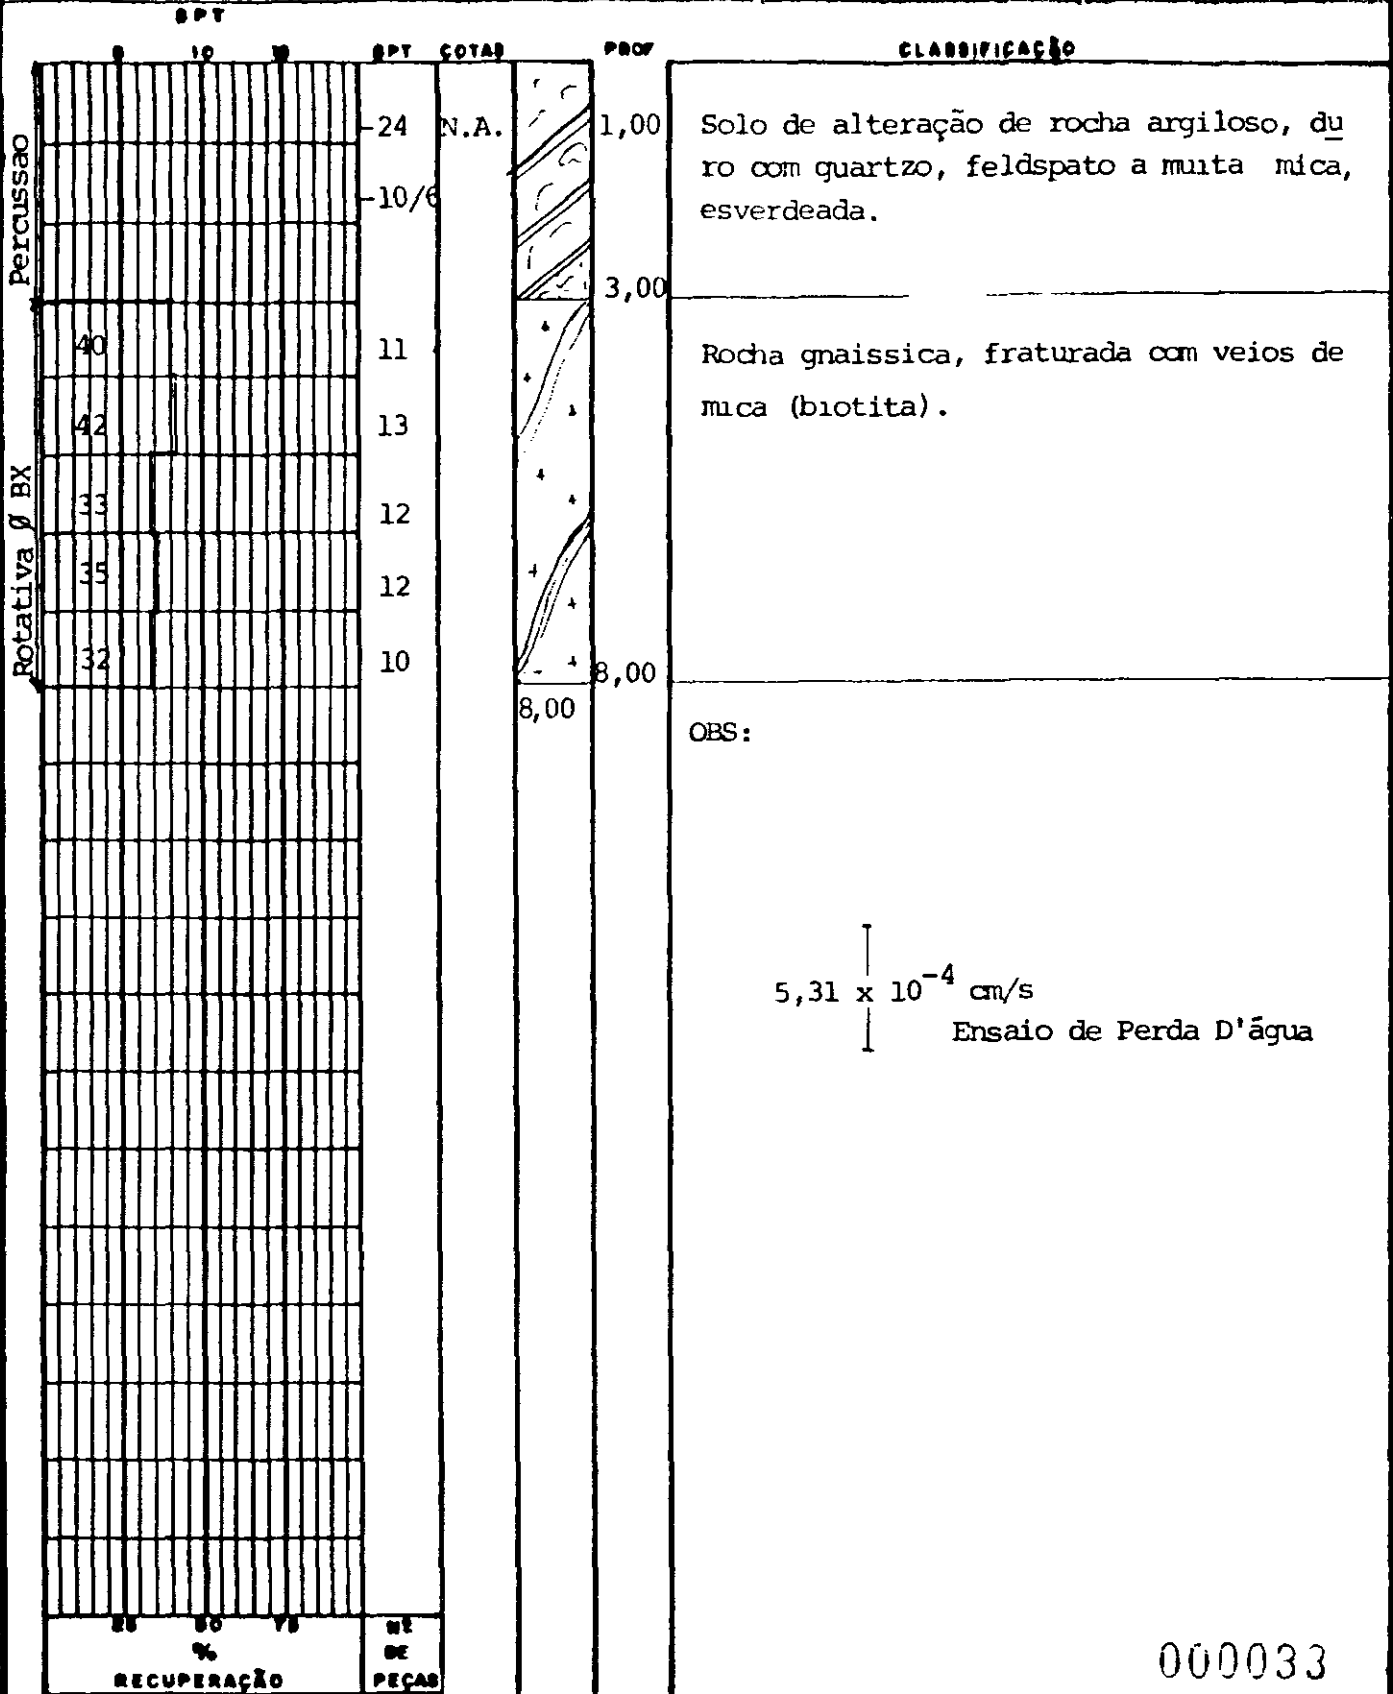 SPT
5 10 15 SPT COTAS PROF CLASSIFICAÇÃO
Percussao
-24 N.A. 1,00
-10/6
3,00
Solo de alteração de rocha argiloso, du
ro com quartzo, feldspato a muita mica,
esverdeada.
Rotativa Ø BX
40 11
42 13
33 12
35 12
32 10
8,00
8,00
Rocha gnaissica, fraturada com veios de
mica (biotita).
OBS:
5,31 x 10⁻⁴ cm/s
Ensaio de Perda D'água
25 50 75
%
RECUPERAÇÃO
Nº
DE
PEÇAS
000033